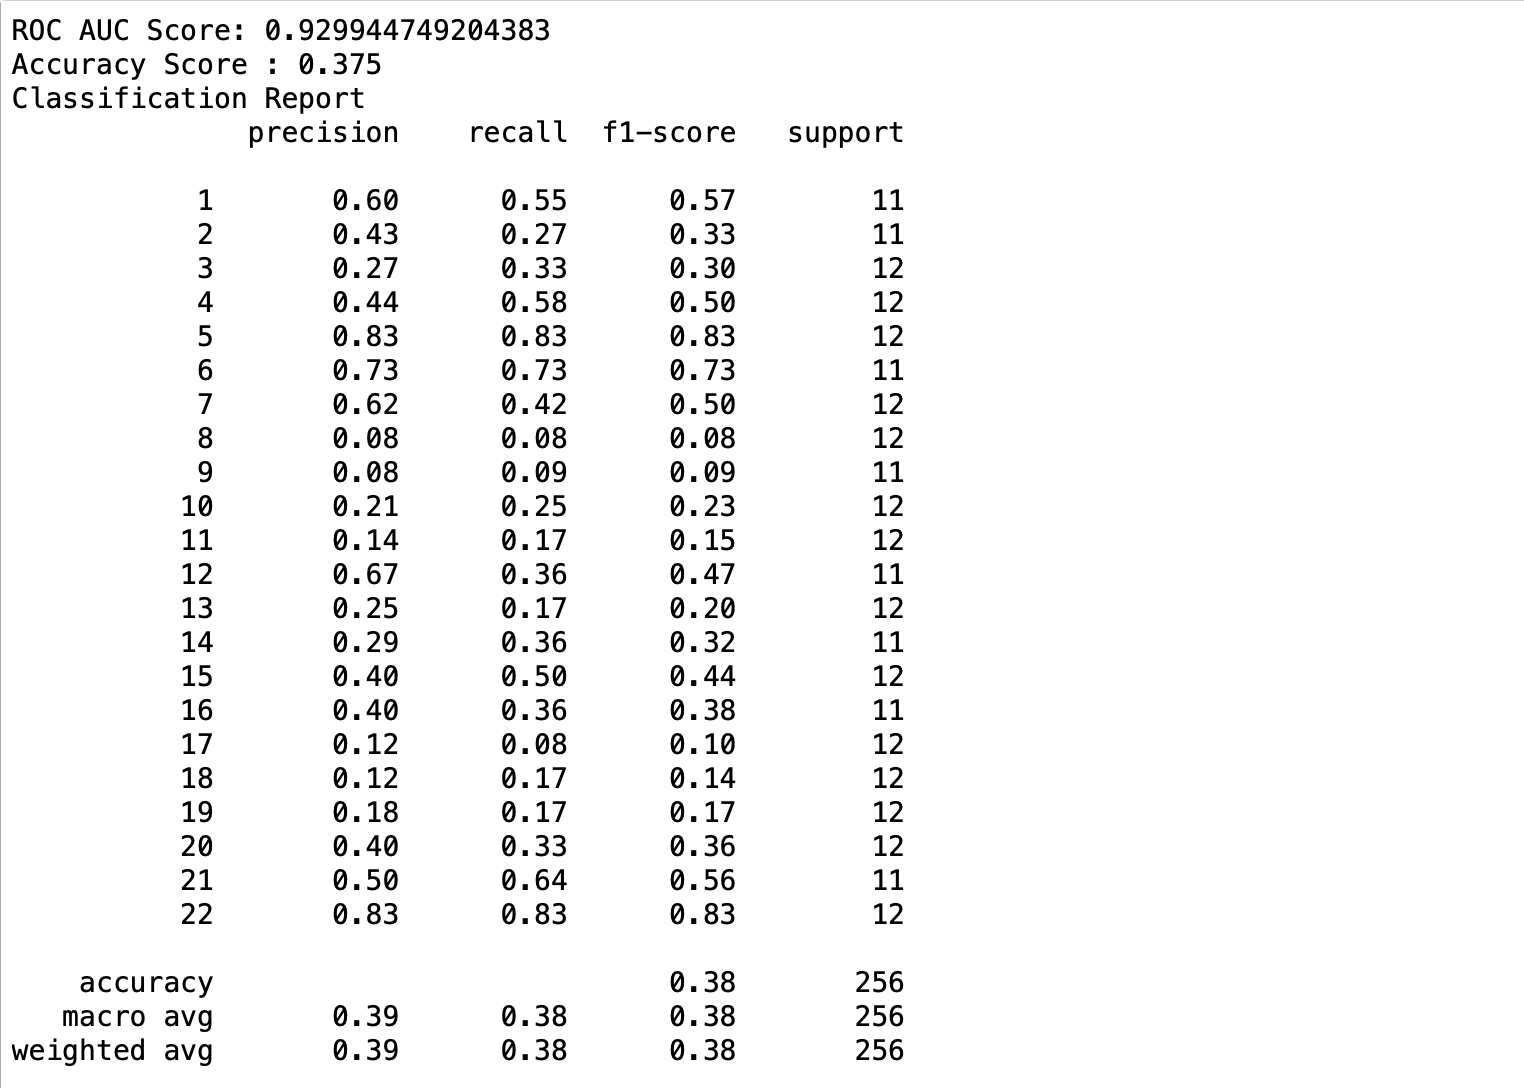 ROC AUC Score: 0.929944749204383
Accuracy Score : 0.375
Classification Report
precision recall f1-score support
1 0.60 0.55 0.57 11
2 0.43 0.27 0.33 11
3 0.27 0.33 0.30 12
4 0.44 0.58 0.50 12
5 0.83 0.83 0.83 12
6 0.73 0.73 0.73 11
7 0.62 0.42 0.50 12
8 0.08 0.08 0.08 12
9 0.08 0.09 0.09 11
10 0.21 0.25 0.23 12
11 0.14 0.17 0.15 12
12 0.67 0.36 0.47 11
13 0.25 0.17 0.20 12
14 0.29 0.36 0.32 11
15 0.40 0.50 0.44 12
16 0.40 0.36 0.38 11
17 0.12 0.08 0.10 12
18 0.12 0.17 0.14 12
19 0.18 0.17 0.17 12
20 0.40 0.33 0.36 12
21 0.50 0.64 0.56 11
22 0.83 0.83 0.83 12
accuracy 0.38 256
macro avg 0.39 0.38 0.38 256
weighted avg 0.39 0.38 0.38 256